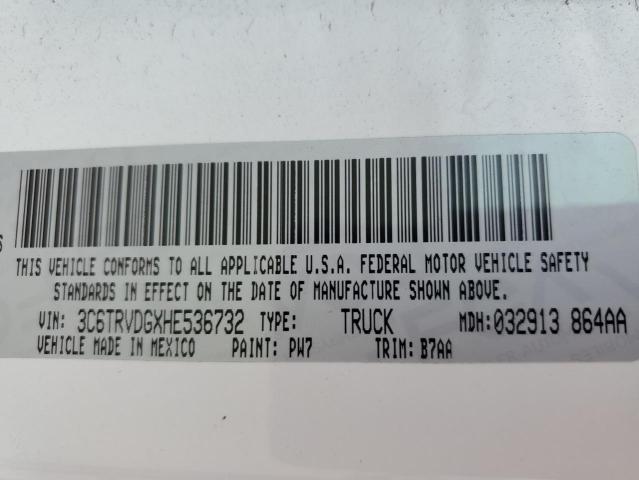 THIS VEHICLE CONFORMS TO ALL APPLICABLE U.S.A. FEDERAL MOTOR VEHICLE SAFETY
STANDARDS IN EFFECT ON THE DATE OF MANUFACTURE SHOWN ABOVE.
VIN: 3C6TRVDGXHE536732 TYPE: TRUCK MDH:032913 864AA
VEHICLE MADE IN MEXICO PAINT: PW7 TRIM: B7AA